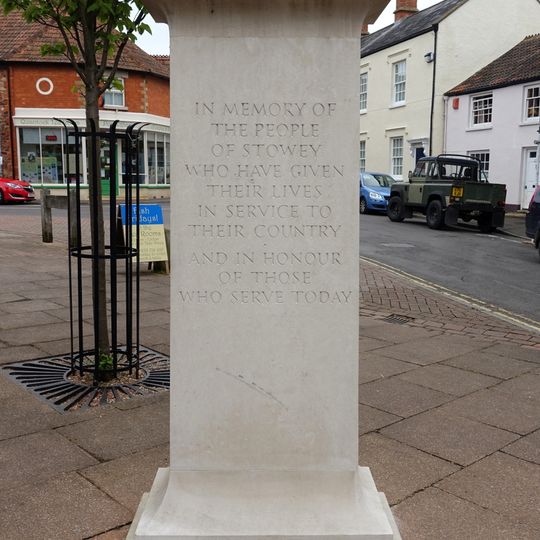 IN MEMORY OF
THE PEOPLE
OF STOWEY
WHO HAVE GIVEN
THEIR LIVES
IN SERVICE TO
THEIR COUNTRY
·
AND IN HONOUR
OF THOSE
WHO SERVE TODAY